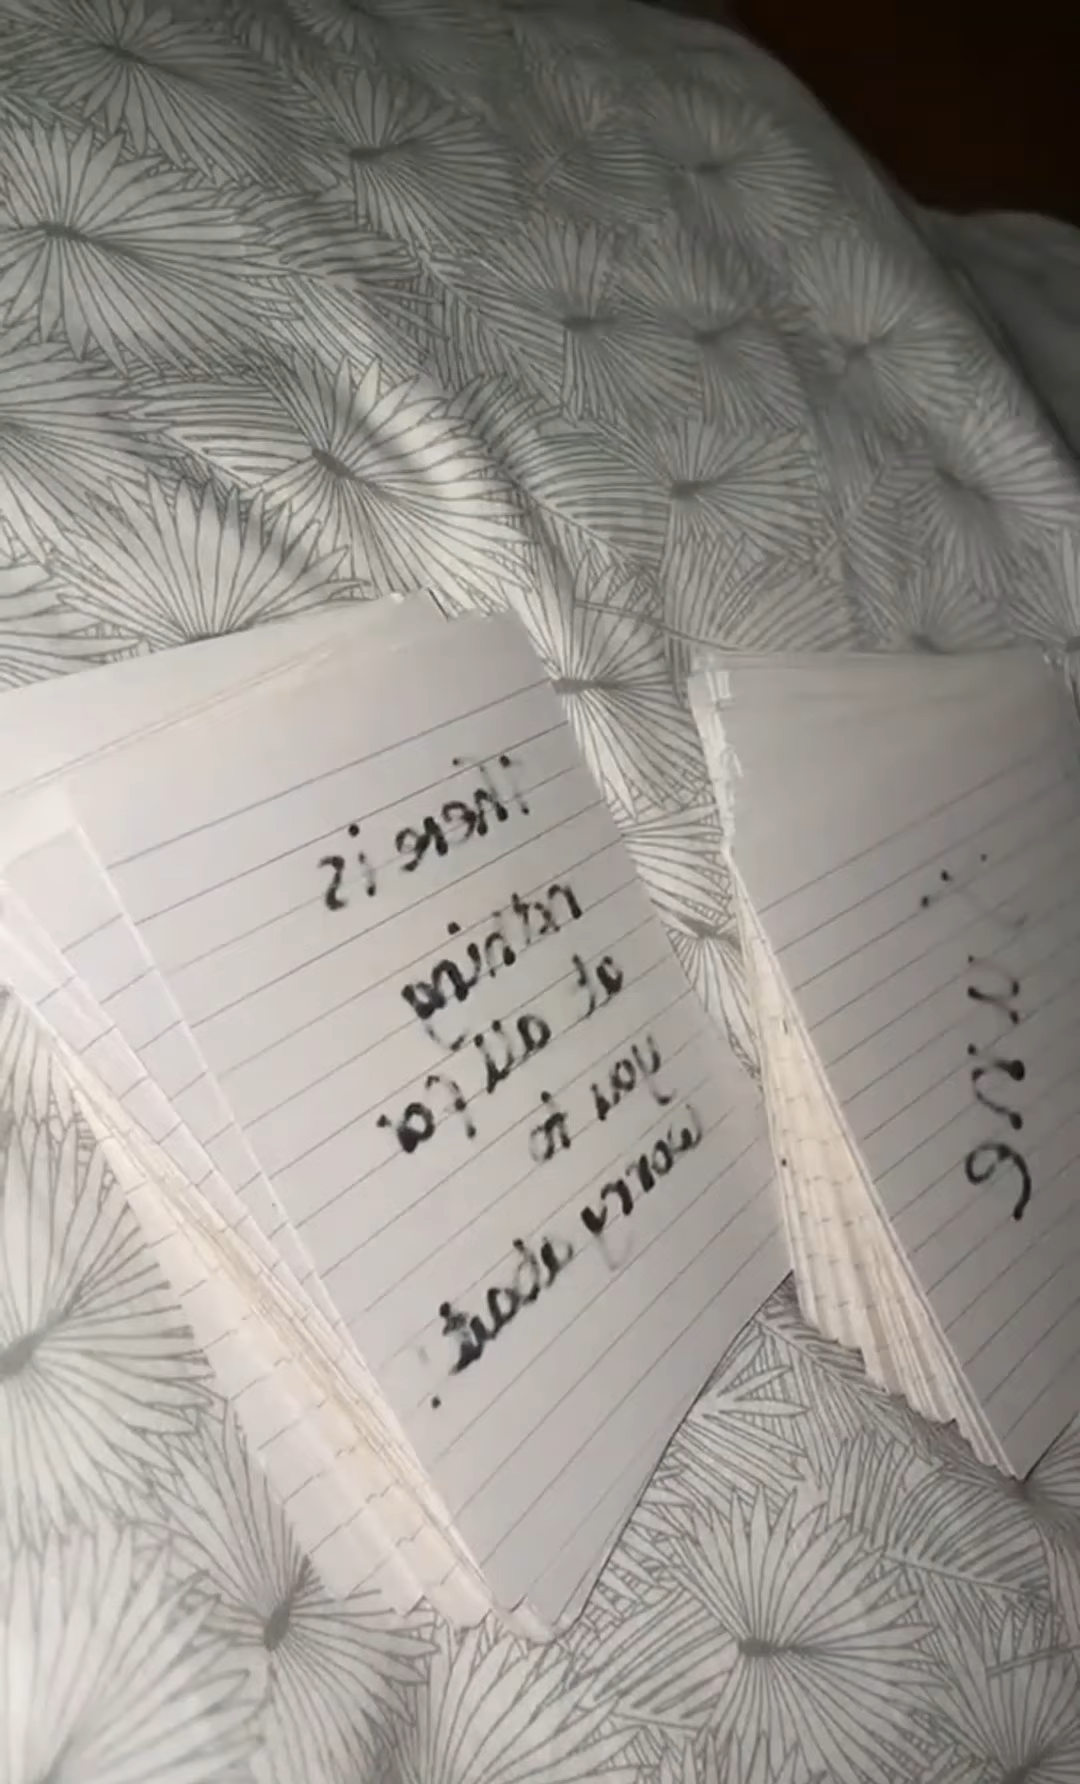 There is
nothing
at all for
you to
worry about.